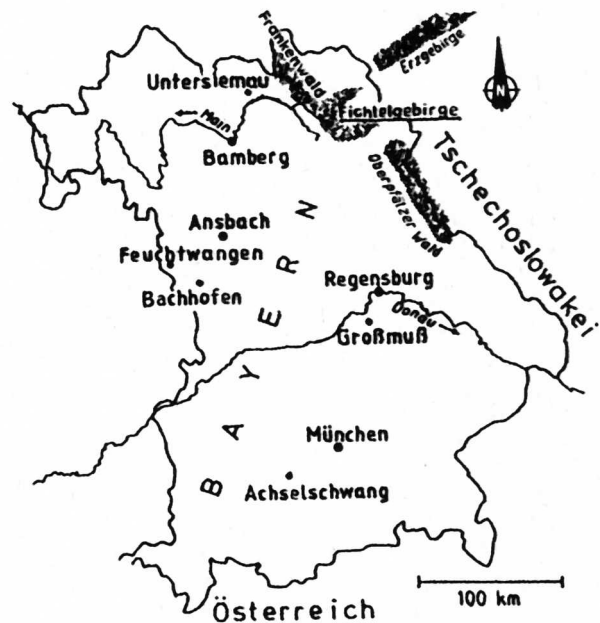 Frankenwald
Erzgebirge
N
Untersiemau
Fichtelgebirge
Main
Bamberg
Oberpfälzer Wald
Tschechoslowakei
Ansbach
Feuchtwangen
Bachhofen
Regensburg
Donau
Großmuß
BAYERN
München
Achselschwang
100 km
Österreich